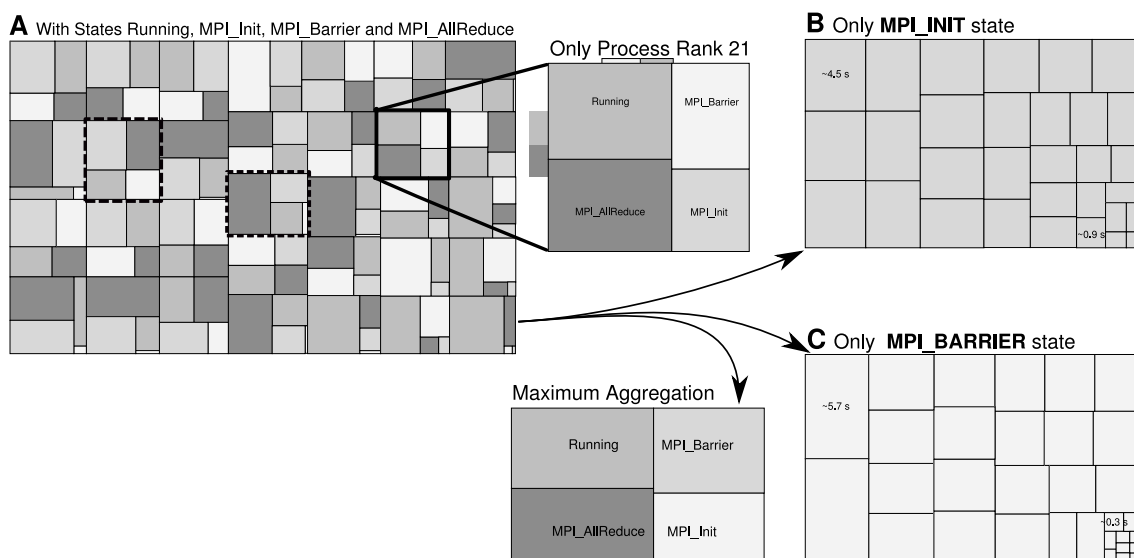 A With States Running, MPI_Init, MPI_Barrier and MPI_AllReduce
Only Process Rank 21
Running
MPI_Barrier
MPI_AllReduce
MPI_Init
B Only MPI_INIT state
~4.5 s
~0.9 s
Maximum Aggregation
Running
MPI_Barrier
MPI_AllReduce
MPI_Init
C Only MPI_BARRIER state
~5.7 s
~0.3 s